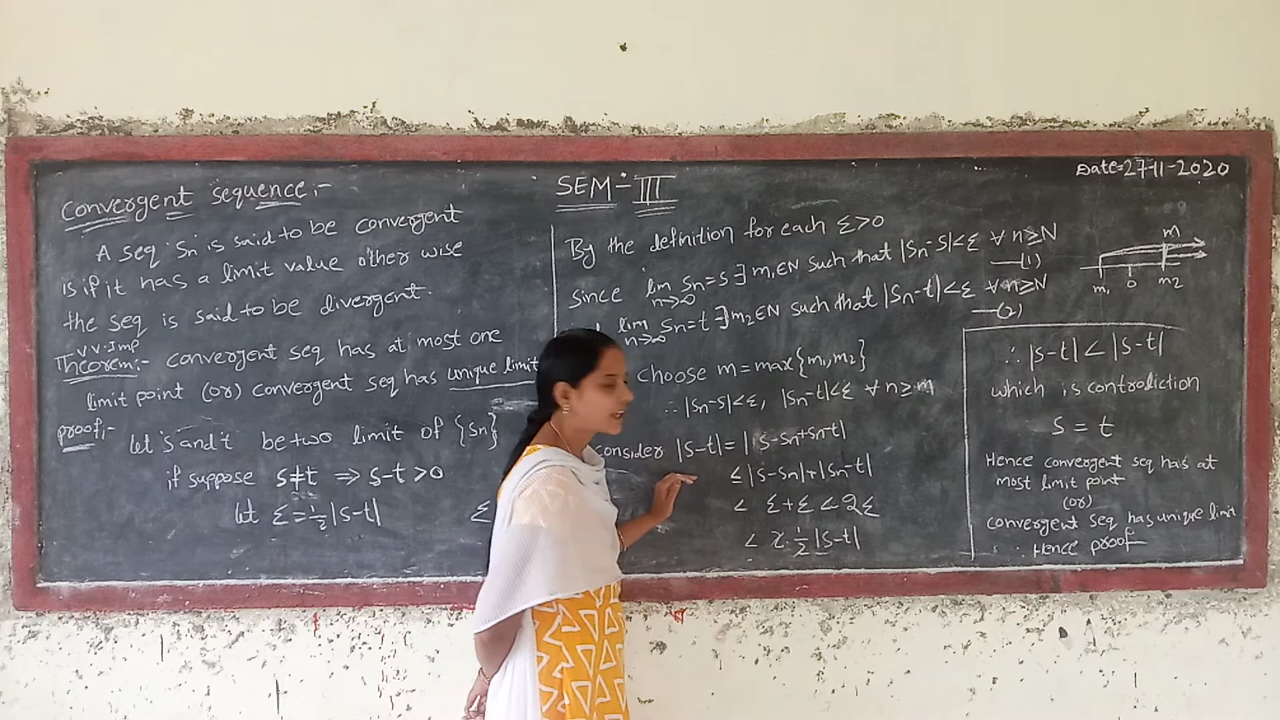 Convergent sequence:-
A seq Sn is said to be convergent
is if it has a limit value other wise
the seq is said to be divergent.
V.V.Imp
Theorem:- convergent seq has at most one
limit point (or) convergent seq has unique limit
proof:- let 's' and 't' be two limit of {Sn}
if suppose s≠t ⇒ s-t>0
let Ɛ=½|s-t| Ɛ
SEM-III
By the definition for each Ɛ>0
Since lim Sn=s ∃ m₁∈N such that |Sn-s|<Ɛ ∀ n≥N
n→∞ —(1)
lim Sn=t ∃ m₂∈N such that |Sn-t|<Ɛ ∀ n≥N
n→∞ —(2)
choose m=max{m₁,m₂}
∴ |Sn-s|<Ɛ, |Sn-t|<Ɛ ∀ n≥m
consider |s-t|=|s-sn+sn-t|
≤|s-sn|+|sn-t|
< Ɛ+Ɛ<2Ɛ
< 2·½|s-t|
Date:27-11-2020
m
m₁ 0 m₂
∴ |s-t|<|s-t|
which is controliction
s = t
Hence convergent seq has at
most limit point
(or)
convergent seq has unique limit
∴ Hence proof